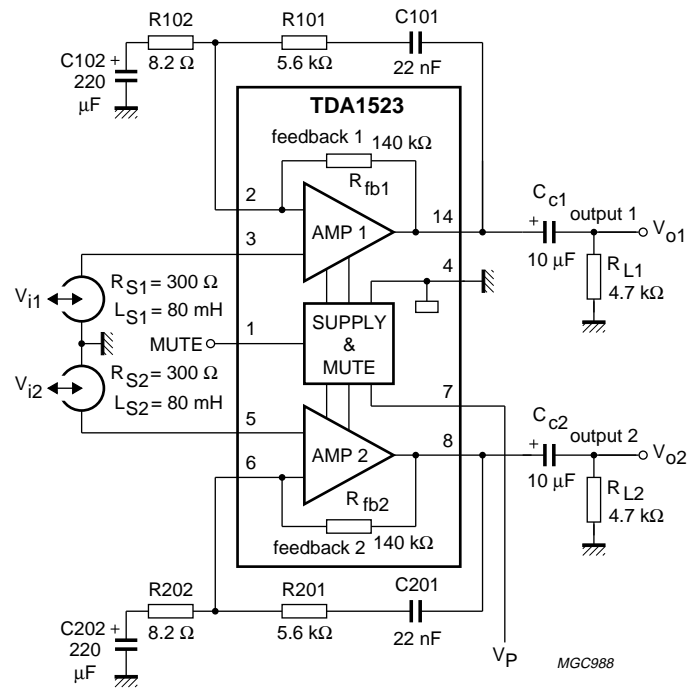 R102
R101
C101
C102 +
220
μF
8.2 Ω
5.6 kΩ
22 nF
TDA1523
feedback 1
140 kΩ
R fb1
2
14
3
AMP 1
4
C c1
+
output 1
V o1
10 μF
R L1
4.7 kΩ
V i1
R S1 = 300 Ω
L S1 = 80 mH
MUTE
1
SUPPLY
&
MUTE
V i2
R S2 = 300 Ω
L S2 = 80 mH
7
5
8
6
AMP 2
C c2
+
output 2
V o2
10 μF
R L2
4.7 kΩ
R fb2
feedback 2
140 kΩ
R202
R201
C201
C202 +
220
μF
8.2 Ω
5.6 kΩ
22 nF
V P
MGC988